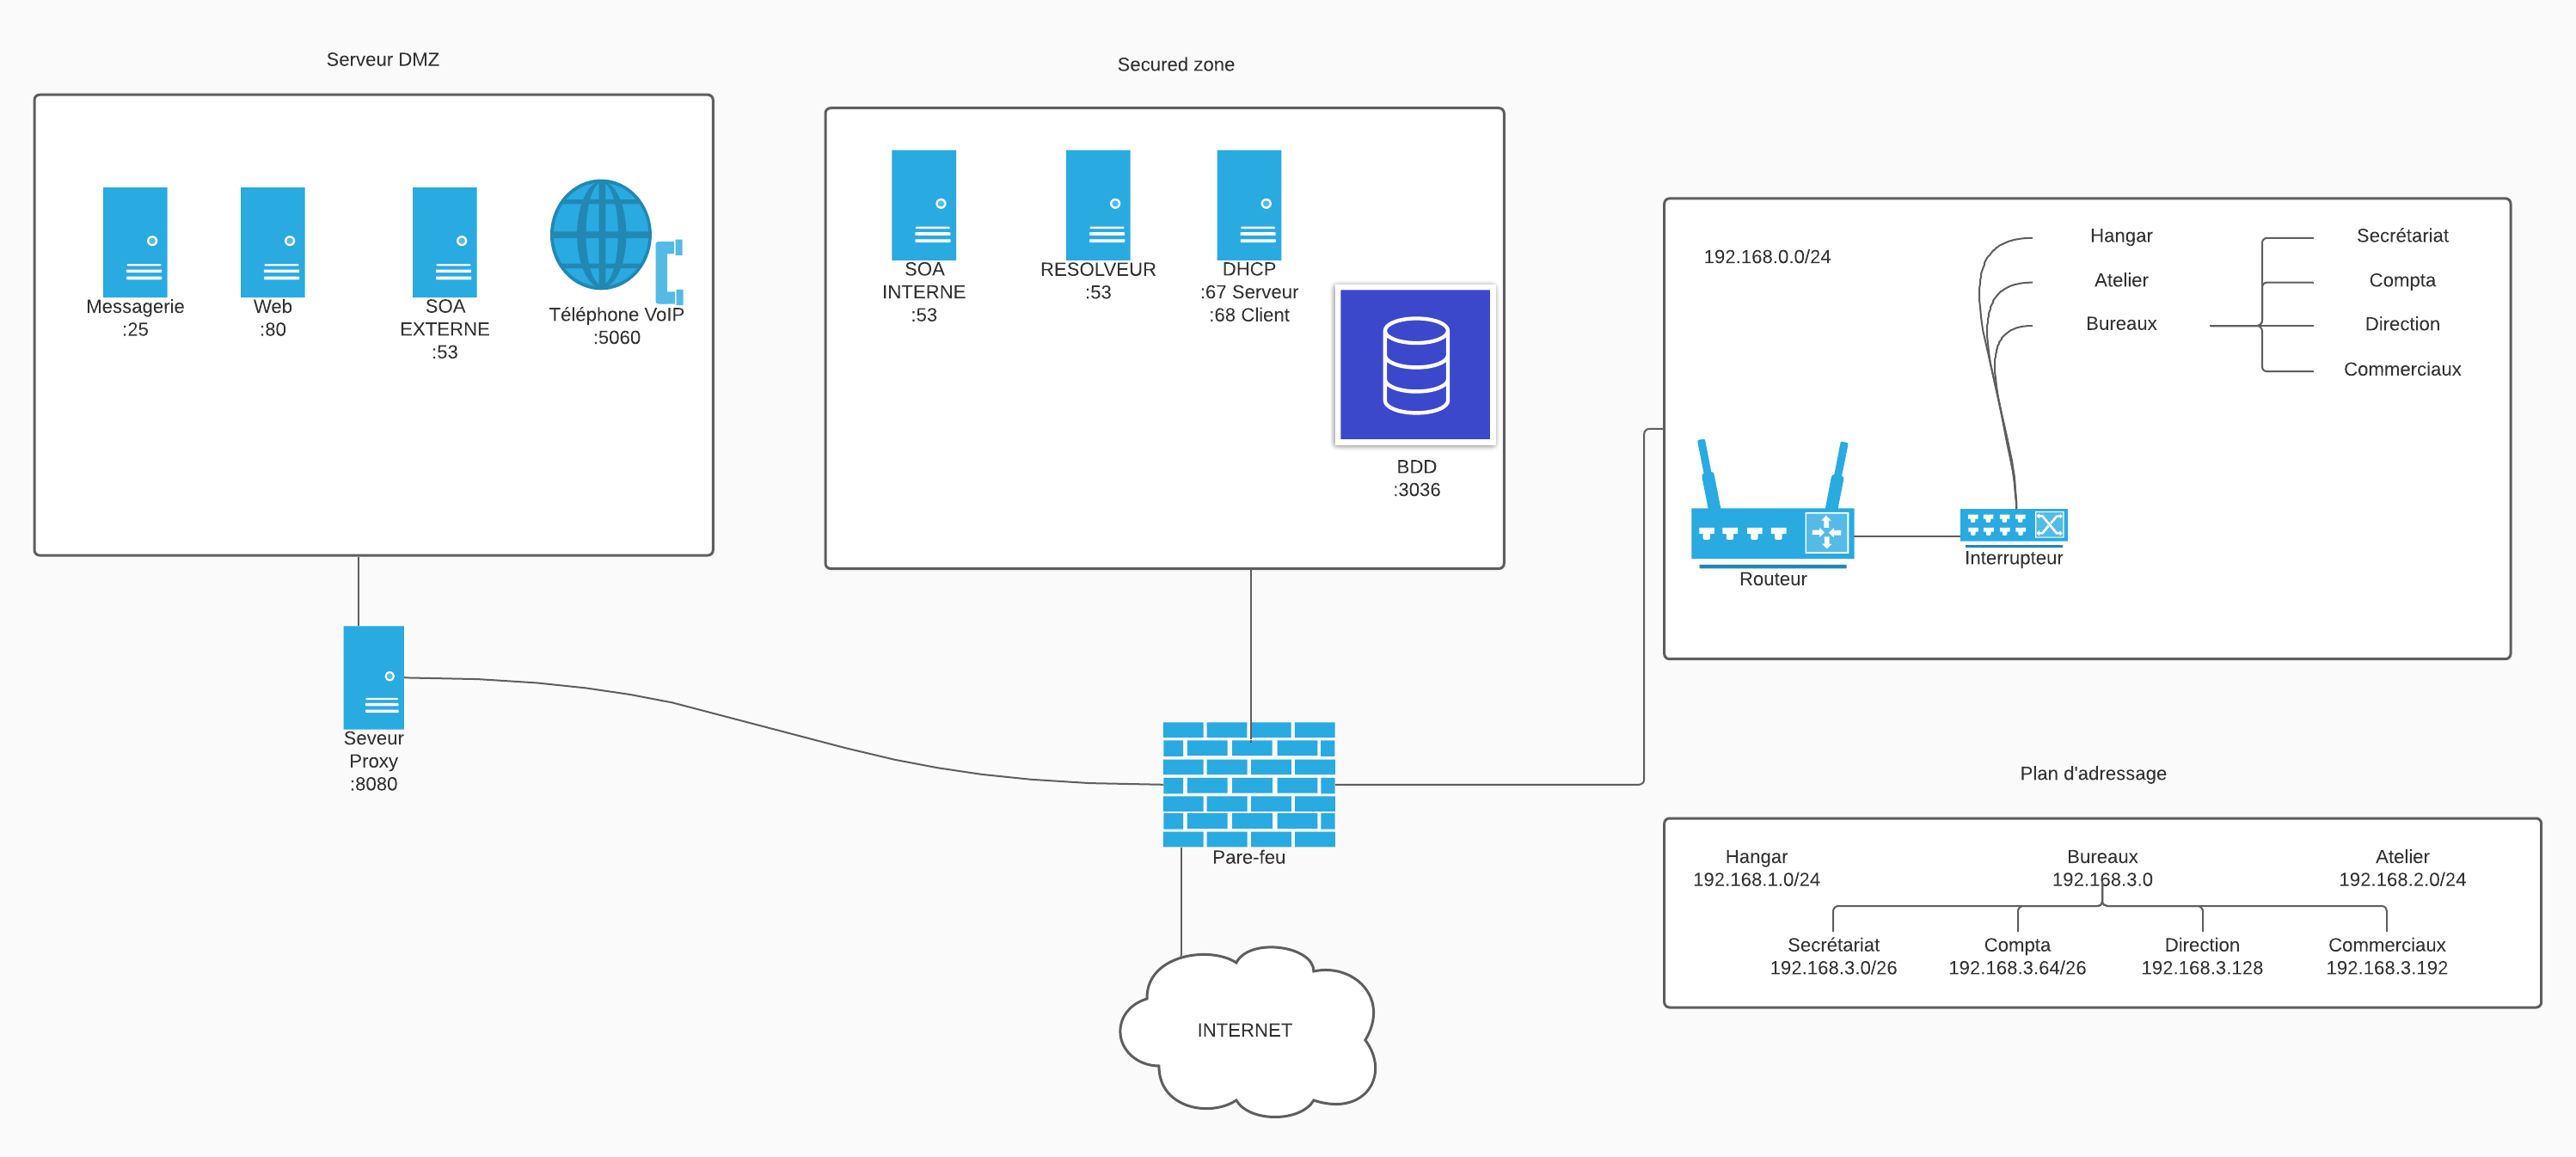 Serveur DMZ
Messagerie
:25
Web
:80
SOA
EXTERNE
:53
Téléphone VoIP
:5060
Secured zone
SOA
INTERNE
:53
RESOLVEUR
:53
DHCP
:67 Serveur
:68 Client
BDD
:3036
192.168.0.0/24
Hangar
Atelier
Bureaux
Secrétariat
Compta
Direction
Commerciaux
Routeur
Interrupteur
Seveur
Proxy
:8080
Pare-feu
INTERNET
Plan d'adressage
Hangar
192.168.1.0/24
Bureaux
192.168.3.0
Atelier
192.168.2.0/24
Secrétariat
192.168.3.0/26
Compta
192.168.3.64/26
Direction
192.168.3.128
Commerciaux
192.168.3.192